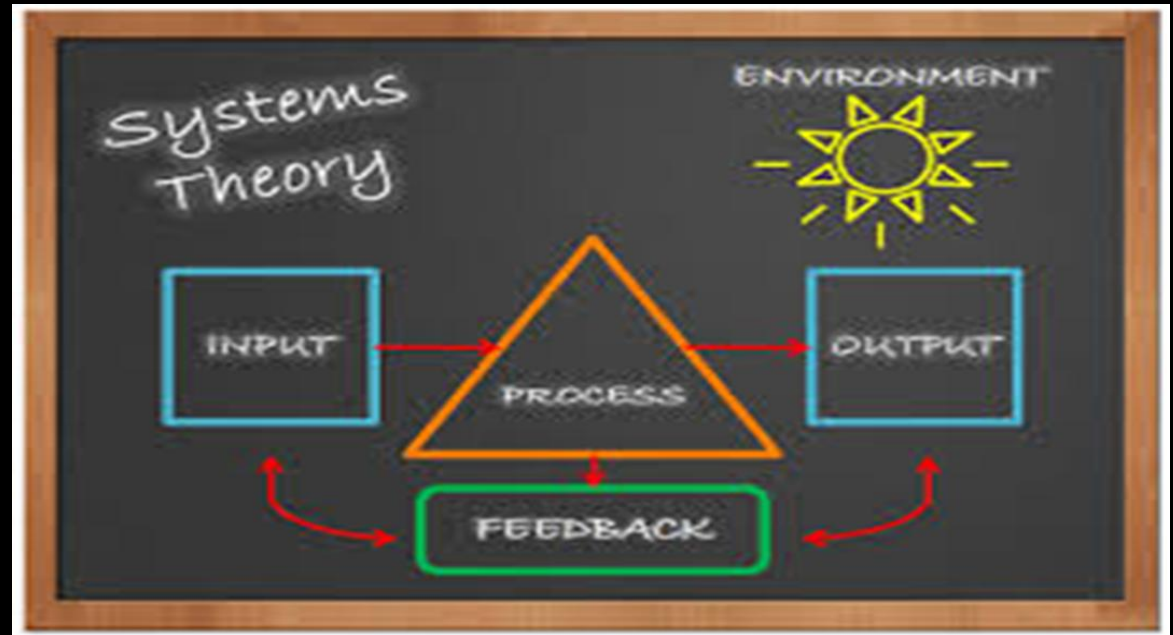 Systems
Theory
ENVIRONMENT
INPUT
PROCESS
OUTPUT
FEEDBACK